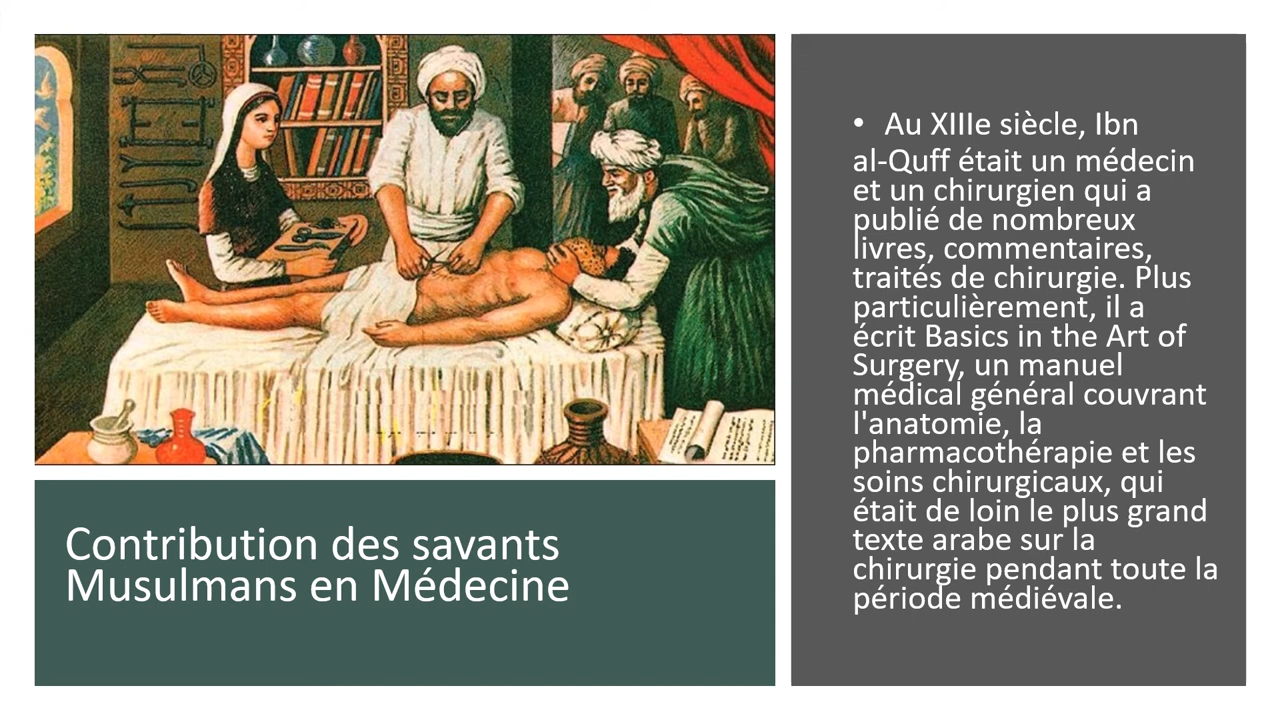 Contribution des savants
Musulmans en Médecine
• Au XIIIe siècle, Ibn
al-Quff était un médecin
et un chirurgien qui a
publié de nombreux
livres, commentaires,
traités de chirurgie. Plus
particulièrement, il a
écrit Basics in the Art of
Surgery, un manuel
médical général couvrant
l'anatomie, la
pharmacothérapie et les
soins chirurgicaux, qui
était de loin le plus grand
texte arabe sur la
chirurgie pendant toute la
période médiévale.